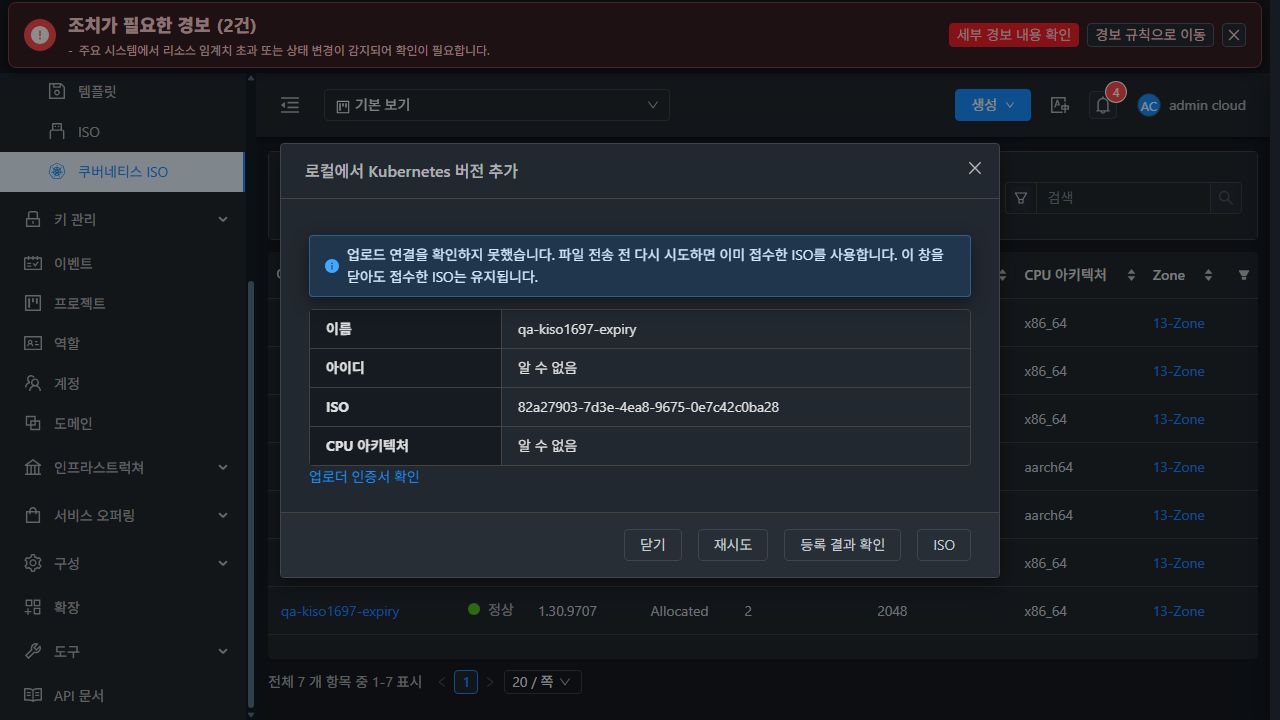 조치가 필요한 경보 (2건)
- 주요 시스템에서 리소스 임계치 초과 또는 상태 변경이 감지되어 확인이 필요합니다.
세부 경보 내용 확인
경보 규칙으로 이동
템플릿
ISO
쿠버네티스 ISO
키 관리
이벤트
프로젝트
역할
계정
도메인
인프라스트럭쳐
서비스 오퍼링
구성
확장
도구
API 문서
기본 보기
생성
4
AC admin cloud
검색
로컬에서 Kubernetes 버전 추가
업로드 연결을 확인하지 못했습니다. 파일 전송 전 다시 시도하면 이미 접수한 ISO를 사용합니다. 이 창을
닫아도 접수한 ISO는 유지됩니다.
이름 qa-kiso1697-expiry
아이디 알 수 없음
ISO 82a27903-7d3e-4ea8-9675-0e7c42c0ba28
CPU 아키텍처 알 수 없음
업로더 인증서 확인
닫기 재시도 등록 결과 확인 ISO
CPU 아키텍처 Zone
x86_64 13-Zone
x86_64 13-Zone
x86_64 13-Zone
aarch64 13-Zone
aarch64 13-Zone
x86_64 13-Zone
qa-kiso1697-expiry 정상 1.30.9707 Allocated 2 2048 x86_64 13-Zone
전체 7 개 항목 중 1-7 표시 < 1 > 20 / 쪽